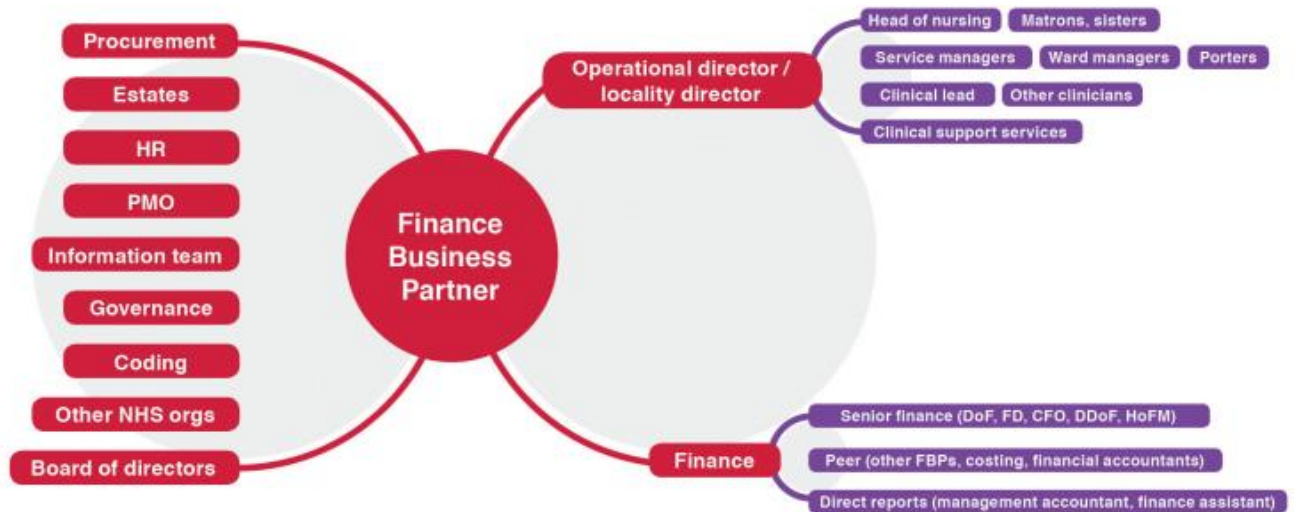 Procurement
Estates
HR
PMO
Information team
Governance
Coding
Other NHS orgs
Board of directors
Finance
Business
Partner
Operational director /
locality director
Head of nursing
Matrons, sisters
Service managers
Ward managers
Porters
Clinical lead
Other clinicians
Clinical support services
Finance
Senior finance (DoF, FD, CFO, DDoF, HoFM)
Peer (other FBPs, costing, financial accountants)
Direct reports (management accountant, finance assistant)